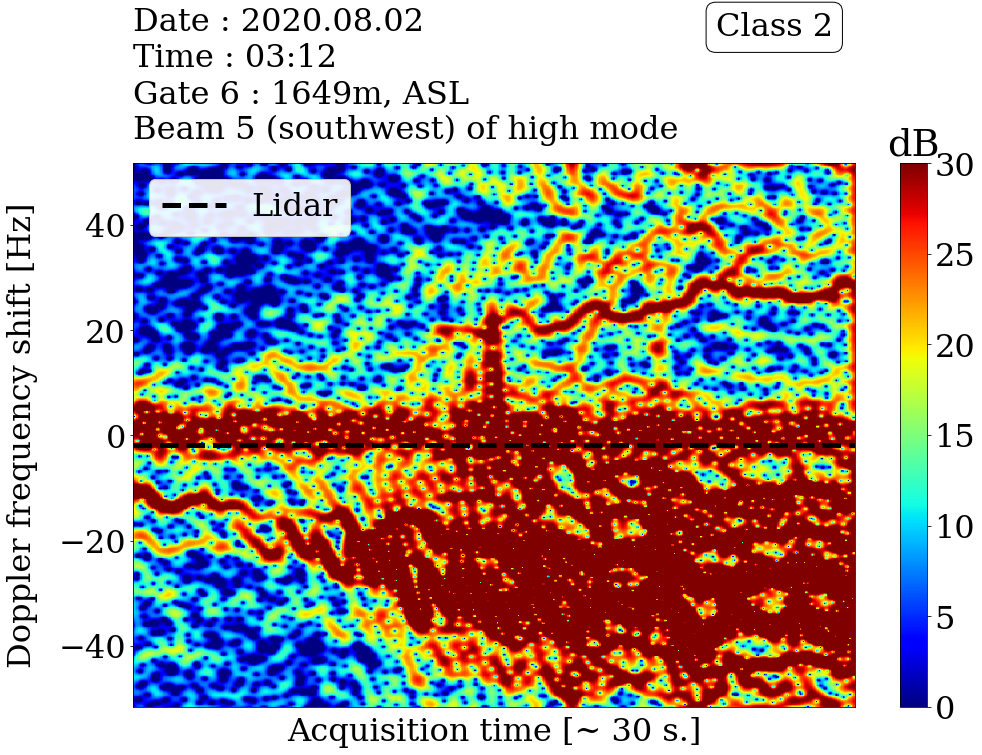 Date : 2020.08.02
Time : 03:12
Gate 6 : 1649m, ASL
Beam 5 (southwest) of high mode
Class 2
dB
Lidar
Doppler frequency shift [Hz]
40
20
0
−20
−40
30
25
20
15
10
5
0
Acquisition time [~ 30 s.]